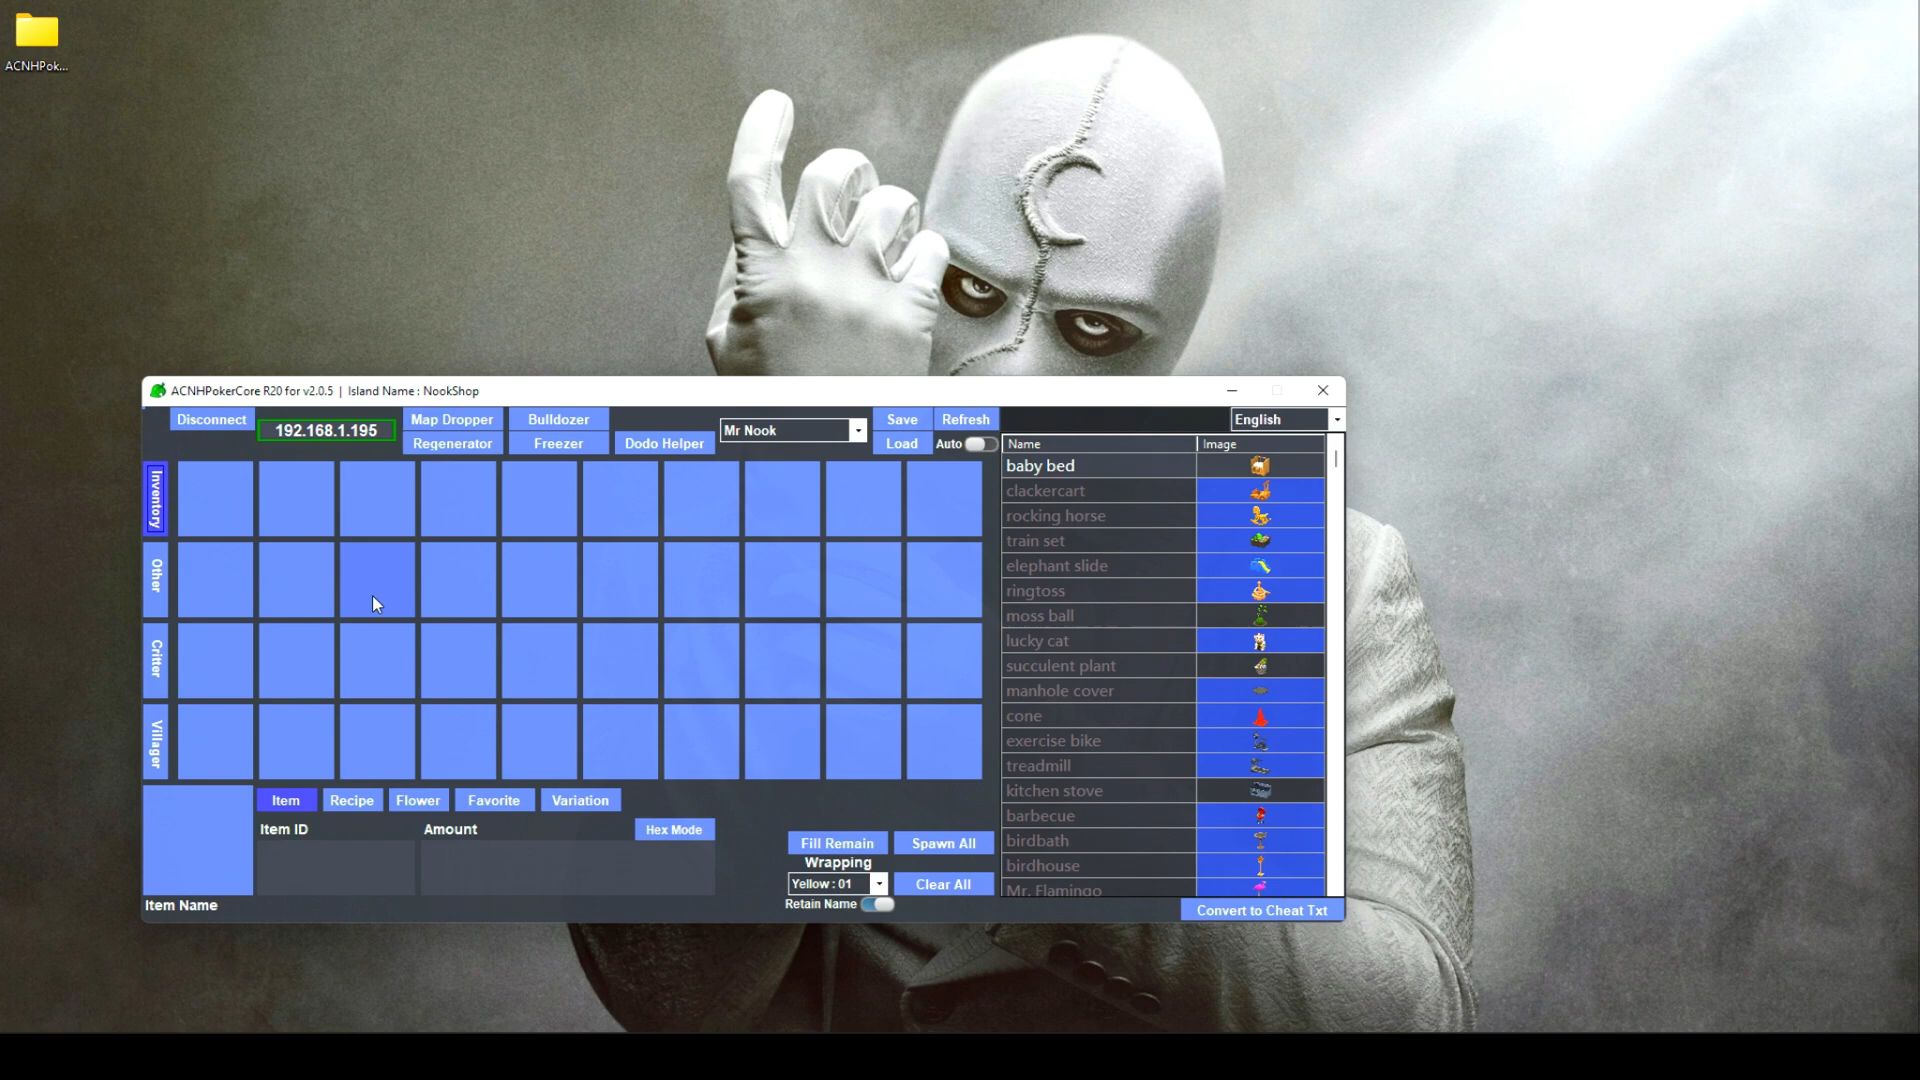 ACNHPok...
ACNHPokerCore R20 for v2.0.5 | Island Name : NookShop
Disconnect
192.168.1.195
Map Dropper
Bulldozer
Regenerator
Freezer
Dodo Helper
Mr Nook
Save
Refresh
Load
Auto
English
Inventory
Other
Critter
Villager
Name
Image
baby bed
clackercart
rocking horse
train set
elephant slide
ringtoss
moss ball
lucky cat
succulent plant
manhole cover
cone
exercise bike
treadmill
kitchen stove
barbecue
birdbath
birdhouse
Mr. Flamingo
Item
Recipe
Flower
Favorite
Variation
Item ID
Amount
Hex Mode
Fill Remain
Spawn All
Wrapping
Yellow : 01
Clear All
Retain Name
Item Name
Convert to Cheat Txt